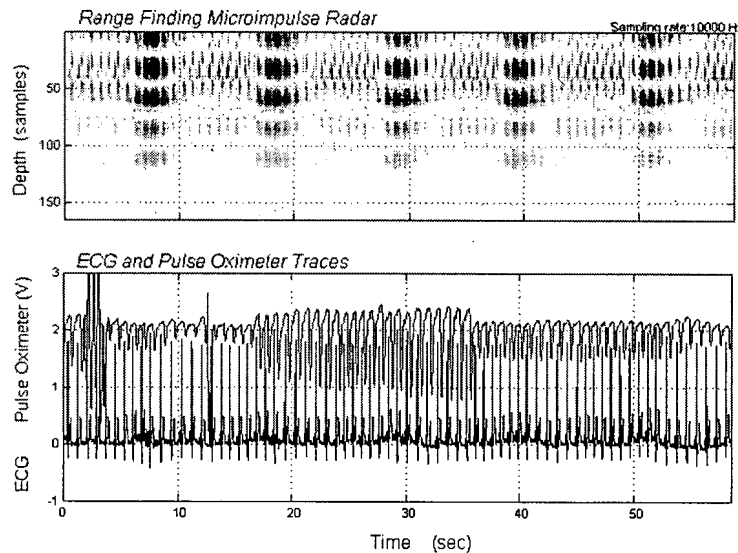 Range Finding Microimpulse Radar
Sampling rate:10000 H
Depth (samples)
50
100
150
ECG and Pulse Oximeter Traces
ECG Pulse Oximeter (V)
3
2
1
0
-1
0 10 20 30 40 50
Time (sec)